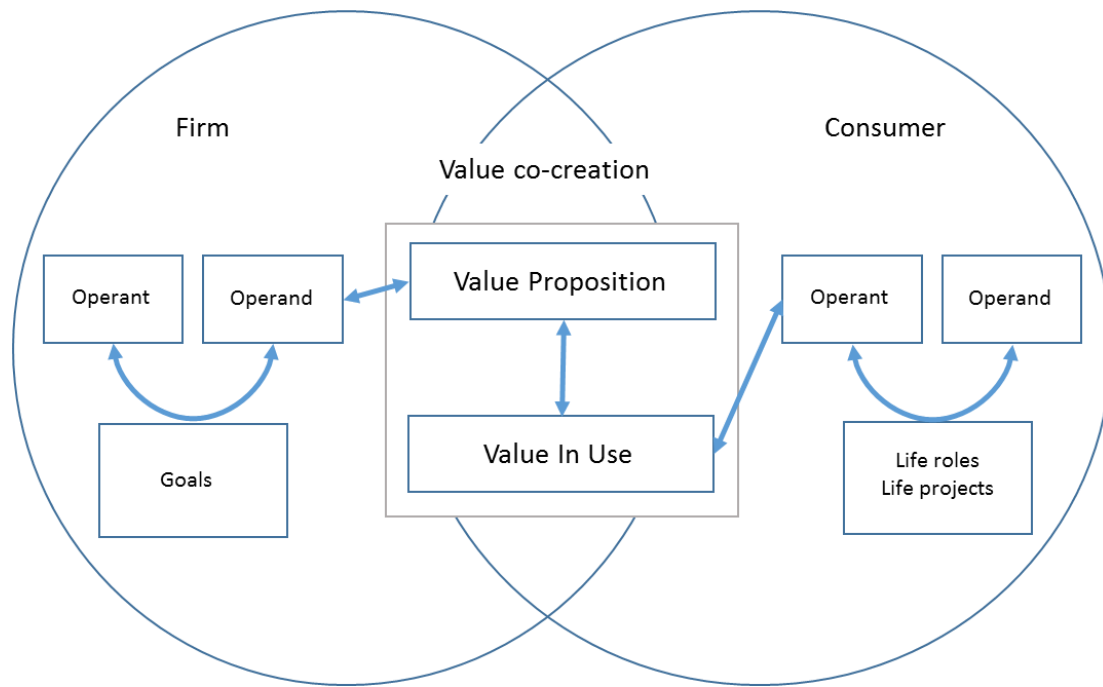 Firm
Consumer
Value co-creation
Operant
Operand
Value Proposition
Operant
Operand
Goals
Value In Use
Life roles
Life projects